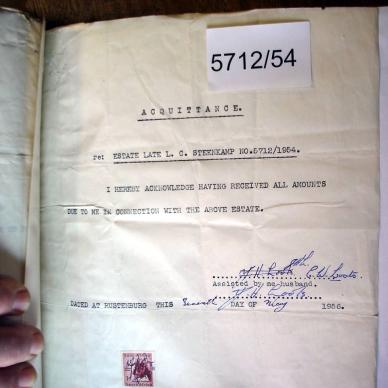 5712/54
ACQUITTANCE.
re: ESTATE LATE L. C. STEENKAMP NO.5712/1954.
I HEREBY ACKNOWLEDGE HAVING RECEIVED ALL AMOUNTS
DUE TO ME IN CONNECTION WITH THE ABOVE ESTATE.
Assisted by me husband.
DATED AT RUSTENBURG THIS Seventh DAY OF May 1956.